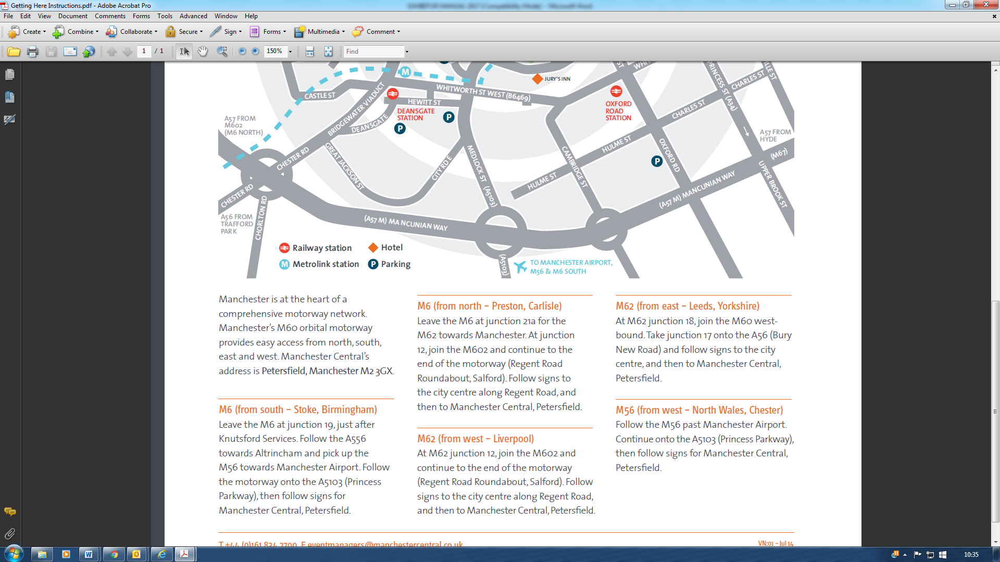 Getting Here Instructions.pdf - Adobe Acrobat Pro
File Edit View Document Comments Forms Tools Advanced Window Help
Create Combine Collaborate Secure Sign Forms Multimedia Comment
1 / 1 150% Find
M
JURY'S INN
CASTLE ST
BRIDGEWATER VIADUCT
WHITWORTH ST WEST (B6469)
HEWITT ST
DEANSGATE
STATION
P
P
DEANSGATE
OXFORD
ROAD
STATION
PRINCESS ST (A34)
CHARLES ST
CHARLES ST
A57 FROM
M602
(M6 NORTH)
A57 FROM
HYDE
(M67)
CHESTER RD
GREAT JACKSON ST
CITY RD E
MEDLOCK ST (A5103)
CAMBRIDGE ST
HULME ST
HULME ST
OXFORD RD
P
UPPER BROOK ST
CHESTER RD
CHORLTON RD
A56 FROM
TRAFFORD
PARK
(A57 M) MA NCUNIAN WAY
(A57 M) MANCUNIAN WAY
(A5103)
Railway station
Hotel
M Metrolink station
P Parking
TO MANCHESTER AIRPORT,
M56 & M6 SOUTH
Manchester is at the heart of a
comprehensive motorway network.
Manchester's M60 orbital motorway
provides easy access from north, south,
east and west. Manchester Central's
address is Petersfield, Manchester M2 3GX.
M6 (from south – Stoke, Birmingham)
Leave the M6 at junction 19, just after
Knutsford Services. Follow the A556
towards Altrincham and pick up the
M56 towards Manchester Airport. Follow
the motorway onto the A5103 (Princess
Parkway), then follow signs for
Manchester Central, Petersfield.
M6 (from north – Preston, Carlisle)
Leave the M6 at junction 21a for the
M62 towards Manchester. At junction
12, join the M602 and continue to the
end of the motorway (Regent Road
Roundabout, Salford). Follow signs to
the city centre along Regent Road, and
then to Manchester Central, Petersfield.
M62 (from west – Liverpool)
At M62 junction 12, join the M602 and
continue to the end of the motorway
(Regent Road Roundabout, Salford). Follow
signs to the city centre along Regent Road,
and then to Manchester Central, Petersfield.
M62 (from east – Leeds, Yorkshire)
At M62 junction 18, join the M60 west-
bound. Take junction 17 onto the A56 (Bury
New Road) and follow signs to the city
centre, and then to Manchester Central,
Petersfield.
M56 (from west – North Wales, Chester)
Follow the M56 past Manchester Airport.
Continue onto the A5103 (Princess Parkway),
then follow signs for Manchester Central,
Petersfield.
T +44 (0)161 834 2700 E eventmanagers@manchestercentral.co.uk
VN:01 – Jul 14
10:35